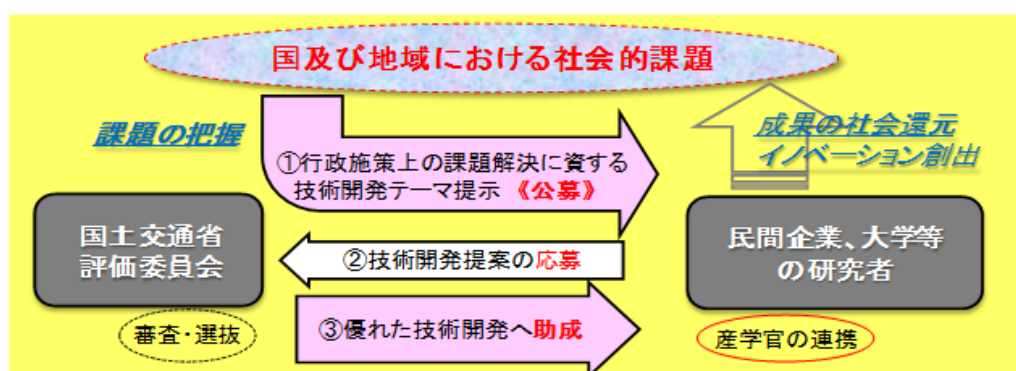 国及び地域における社会的課題
課題の把握
成果の社会還元
イノベーション創出
①行政施策上の課題解決に資する
技術開発テーマ提示 《公募》
国土交通省
評価委員会
民間企業、大学等
の研究者
②技術開発提案の応募
審査・選抜
③優れた技術開発へ助成
産学官の連携